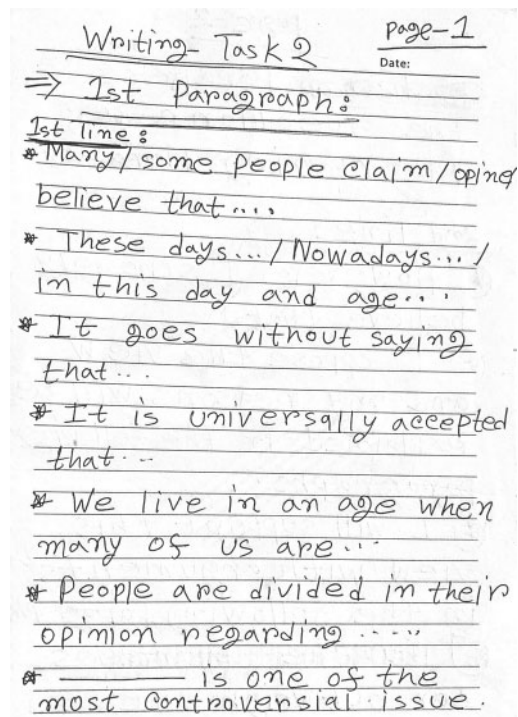 Writing Task 2
Page-1
Date:
⇒ 1st Paragraph:
1st line:
* Many/some people claim/opine/
believe that....
* These days.../Nowadays.../
in this day and age...
* It goes without saying
that...
* It is universally accepted
that...
* We live in an age when
many of us are...
* People are divided in their
opinion regarding .....
* ——— is one of the
most controversial issue.